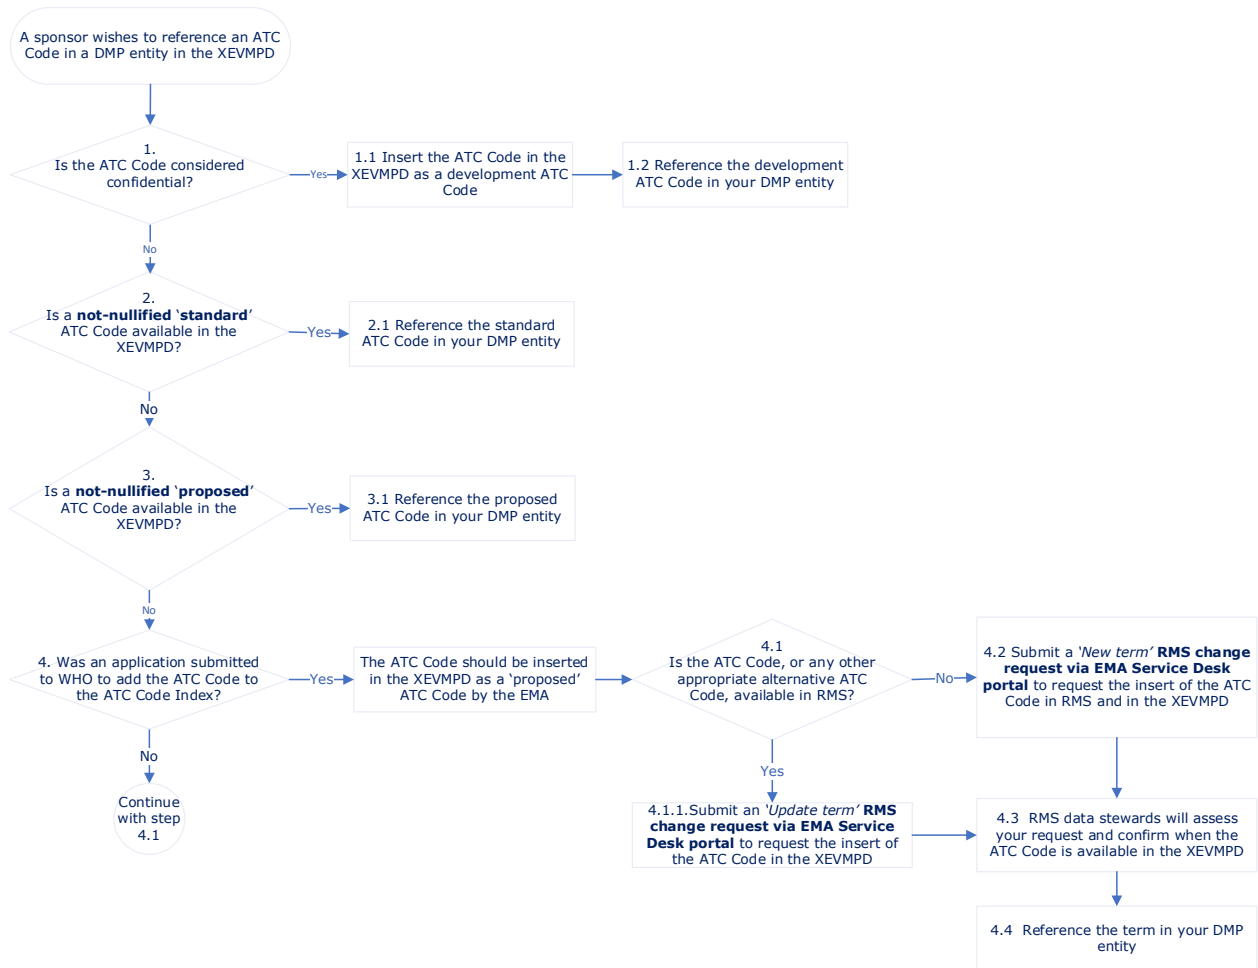 A sponsor wishes to reference an ATC
Code in a DMP entity in the XEVMPD
1.
Is the ATC Code considered
confidential?
Yes
1.1 Insert the ATC Code in the
XEVMPD as a development ATC
Code
1.2 Reference the development
ATC Code in your DMP entity
No
2.
Is a not-nullified ‘standard’
ATC Code available in the
XEVMPD?
Yes
2.1 Reference the standard
ATC Code in your DMP entity
No
3.
Is a not-nullified ‘proposed’
ATC Code available in the
XEVMPD?
Yes
3.1 Reference the proposed
ATC Code in your DMP entity
No
4. Was an application submitted
to WHO to add the ATC Code to
the ATC Code Index?
Yes
The ATC Code should be inserted
in the XEVMPD as a ‘proposed’
ATC Code by the EMA
4.1
Is the ATC Code, or any other
appropriate alternative ATC
Code, available in RMS?
No
4.2 Submit a ‘New term’ RMS change
request via EMA Service Desk
portal to request the insert of the ATC
Code in RMS and in the XEVMPD
No
Continue
with step
4.1
Yes
4.1.1.Submit an ‘Update term’ RMS
change request via EMA Service
Desk portal to request the insert of
the ATC Code in the XEVMPD
4.3 RMS data stewards will assess
your request and confirm when the
ATC Code is available in the XEVMPD
4.4 Reference the term in your DMP
entity